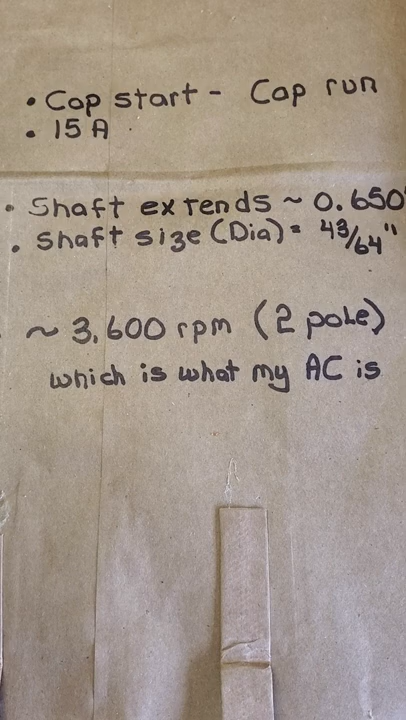 • Cap start - Cap run
• 15 A
• Shaft extends ~ 0.650"
• Shaft size (Dia) = 43/64"
~ 3,600 rpm (2 pole)
which is what my AC is